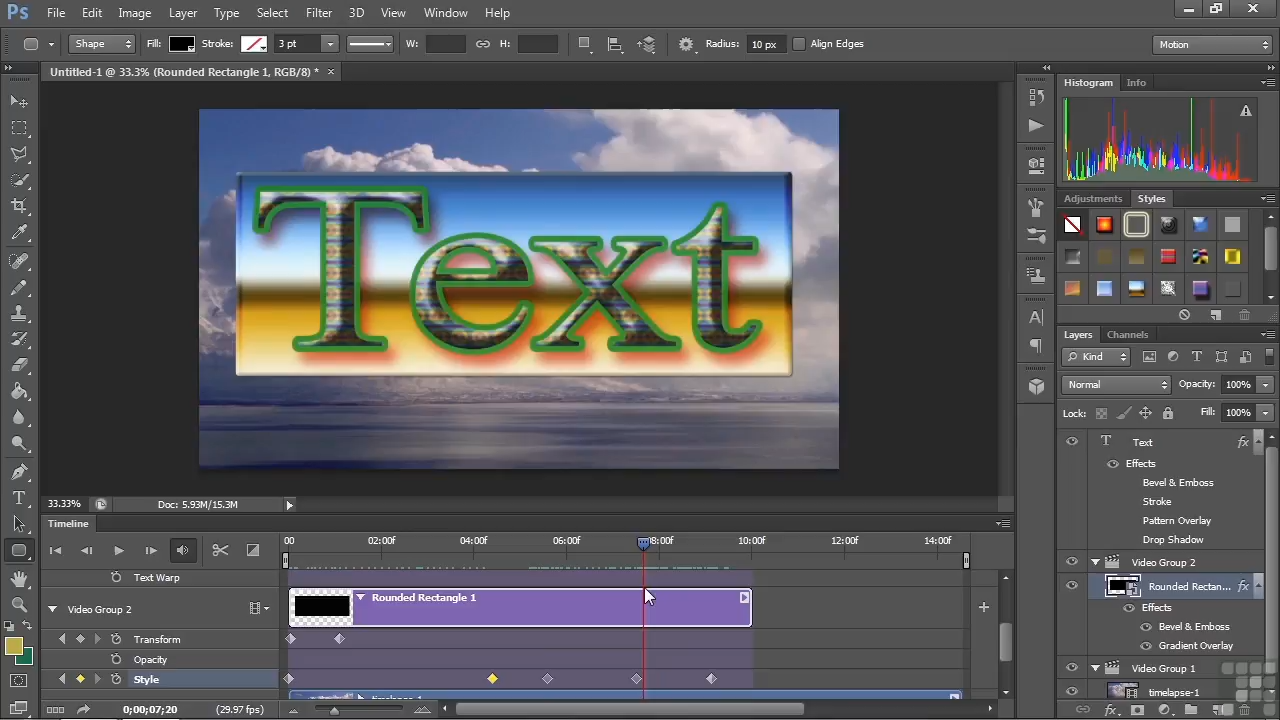 Ps File Edit Image Layer Type Select Filter 3D View Window Help
Shape Fill: Stroke: 3 pt W: H: Radius: 10 px Align Edges Motion
Untitled-1 @ 33.3% (Rounded Rectangle 1, RGB/8) * ×
Histogram Info
Text
Adjustments Styles
Layers Channels
Kind
Normal Opacity: 100%
Lock: Fill: 100%
T Text fx
Effects
Bevel & Emboss
Stroke
Pattern Overlay
Drop Shadow
Video Group 2
Rounded Rectan... fx
Effects
Bevel & Emboss
Gradient Overlay
Video Group 1
timelapse-1
33.33% Doc: 5.93M/15.3M
Timeline
00 02:00f 04:00f 06:00f 08:00f 10:00f 12:00f 14:00f
Text Warp
Video Group 2 Rounded Rectangle 1
Transform
Opacity
Style
timelapse-1
0;00;07;20 (29.97 fps)